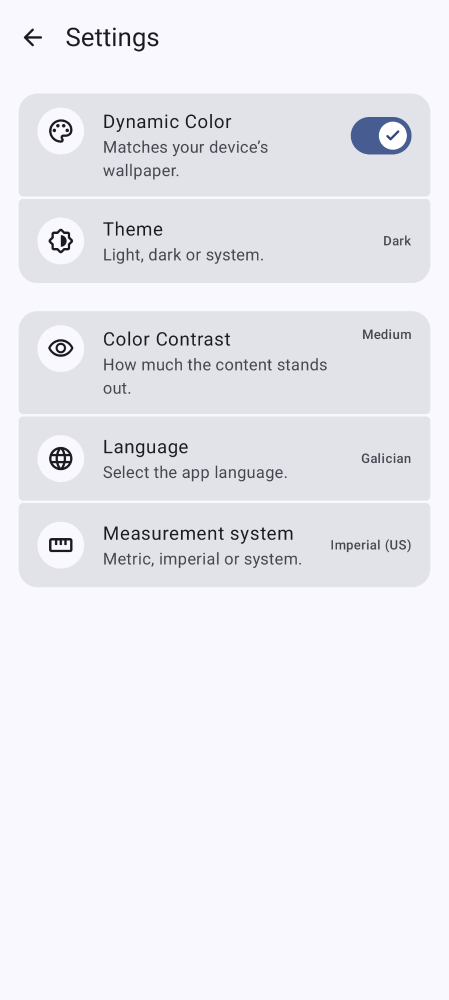 Settings
Dynamic Color
Matches your device's
wallpaper.
Theme
Light, dark or system.
Dark
Color Contrast
How much the content stands
out.
Medium
Language
Select the app language.
Galician
Measurement system
Metric, imperial or system.
Imperial (US)